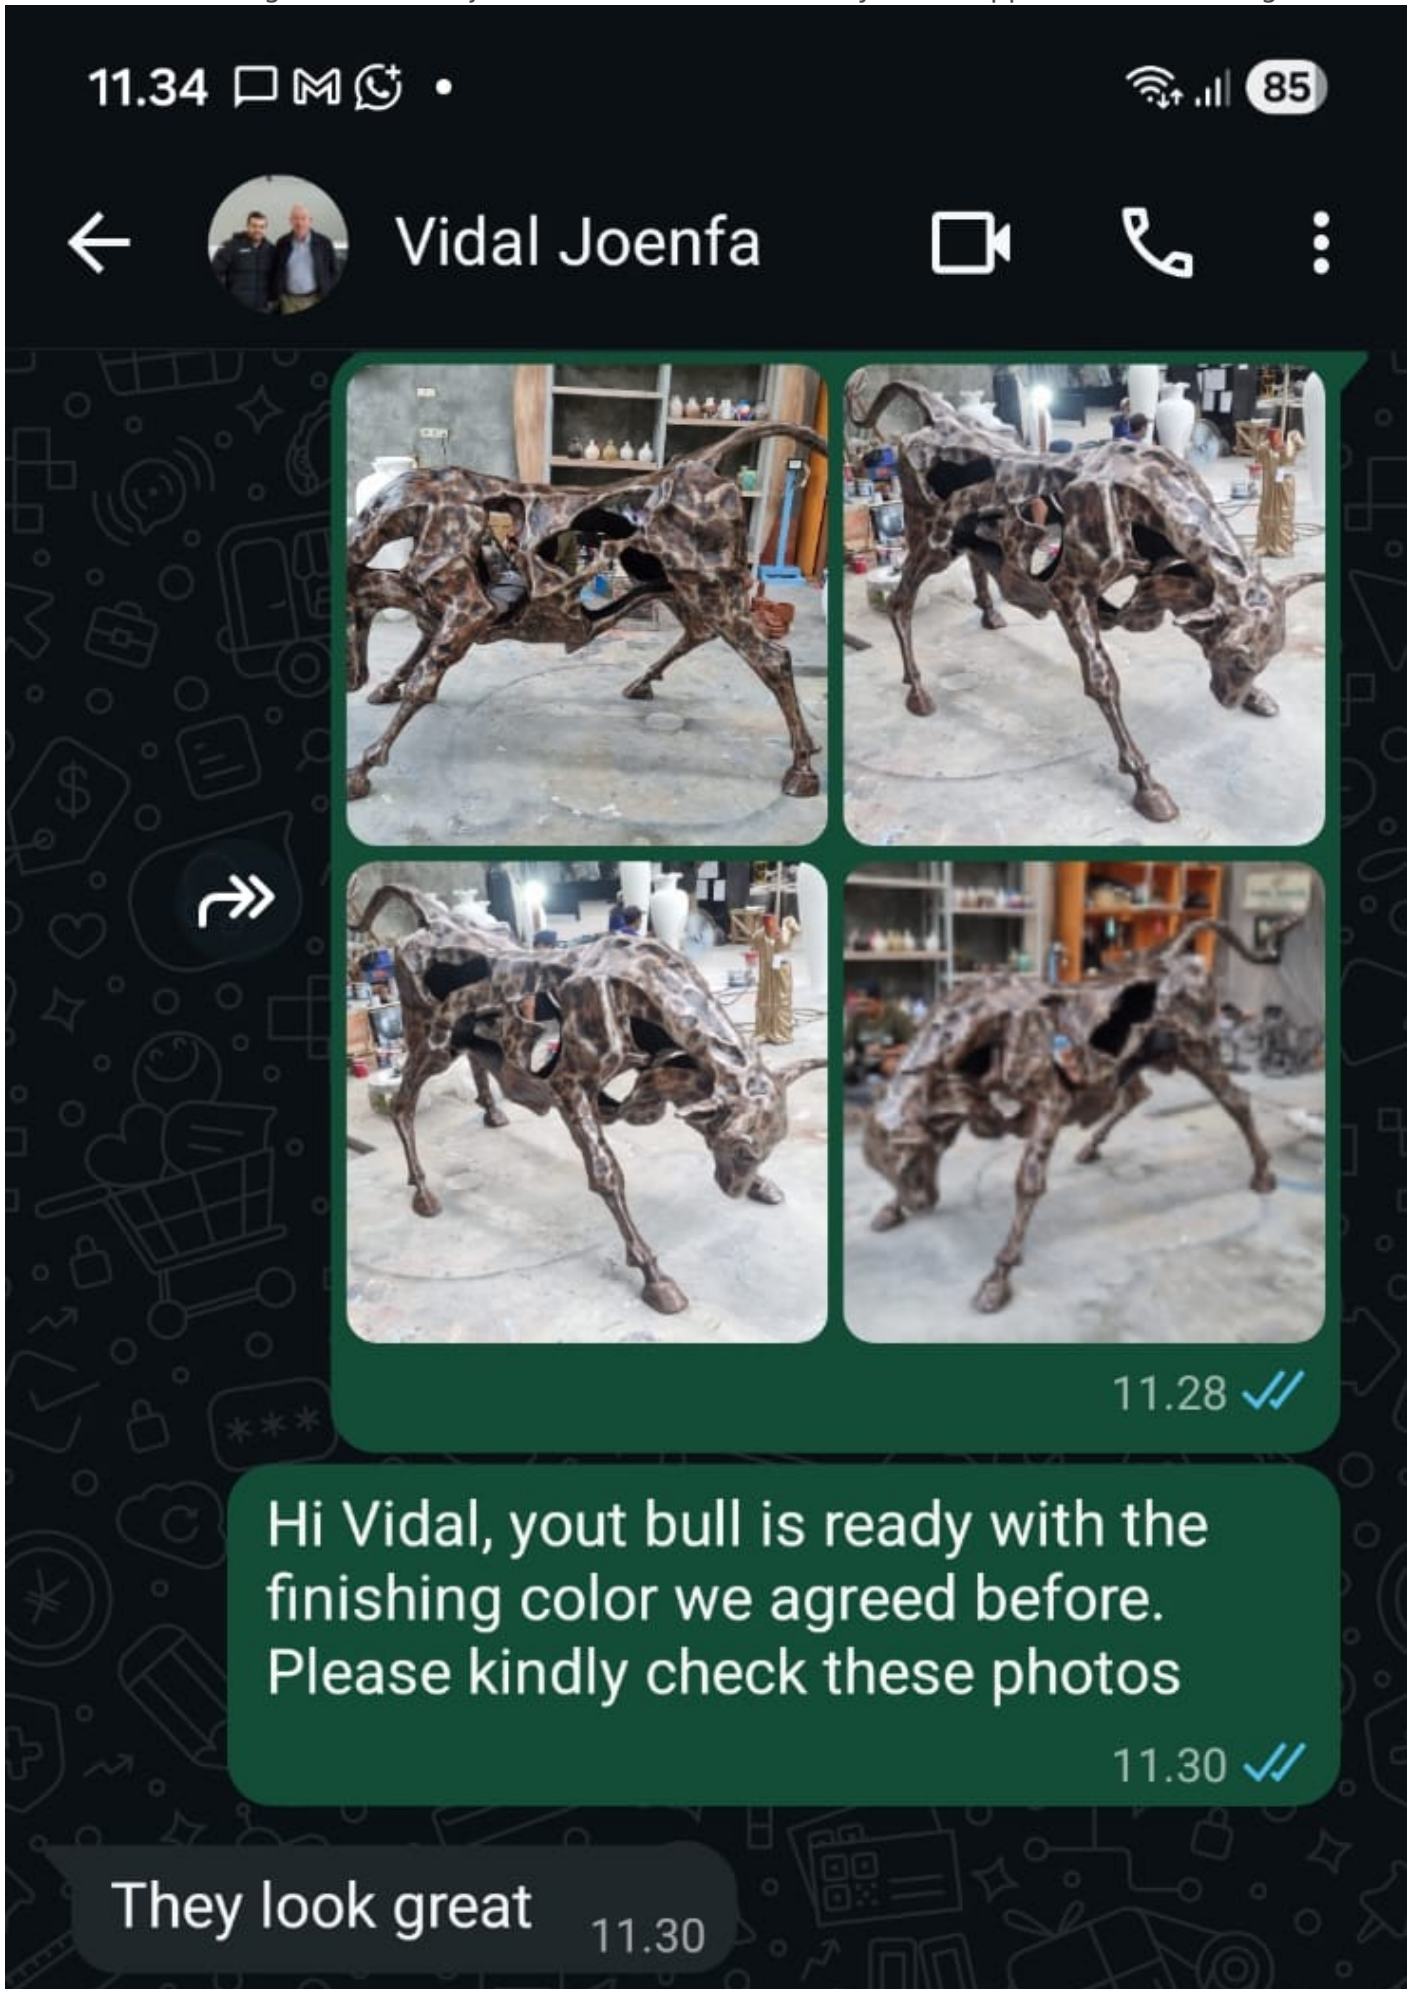 11.34
85
Vidal Joenfa
11.28
Hi Vidal, yout bull is ready with the
finishing color we agreed before.
Please kindly check these photos
11.30
They look great
11.30